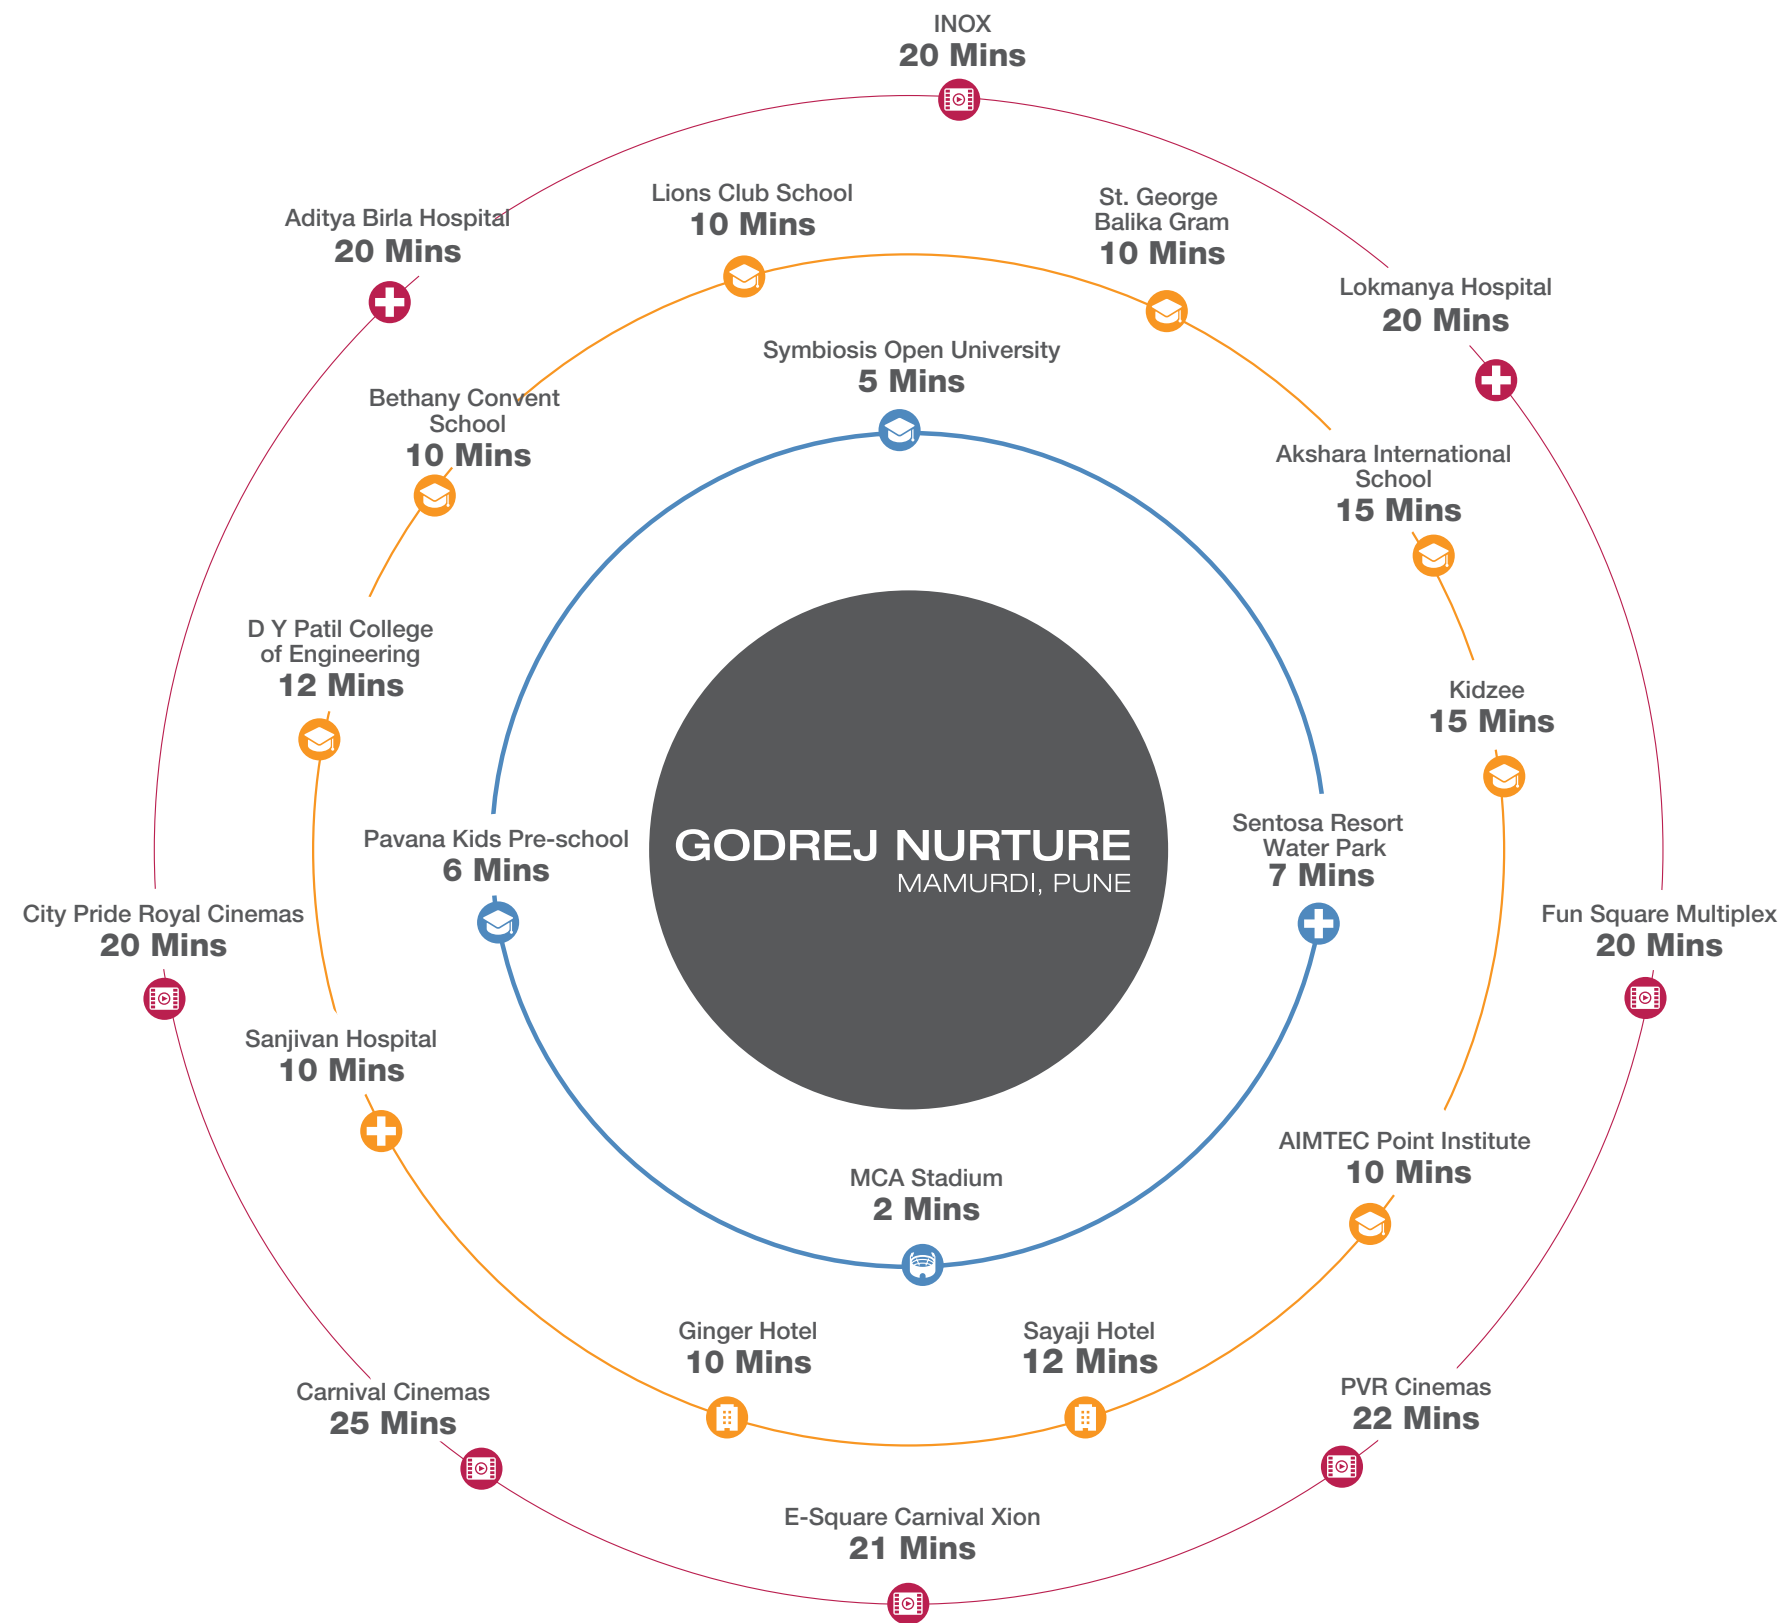 INOX
20 Mins
Aditya Birla Hospital
20 Mins
Lions Club School
10 Mins
St. George
Balika Gram
10 Mins
Lokmanya Hospital
20 Mins
Symbiosis Open University
5 Mins
Bethany Convent
School
10 Mins
Akshara International
School
15 Mins
D Y Patil College
of Engineering
12 Mins
Kidzee
15 Mins
Pavana Kids Pre-school
6 Mins
GODREJ NURTURE
MAMURDI, PUNE
Sentosa Resort
Water Park
7 Mins
City Pride Royal Cinemas
20 Mins
Fun Square Multiplex
20 Mins
Sanjivan Hospital
10 Mins
AIMTEC Point Institute
10 Mins
MCA Stadium
2 Mins
Ginger Hotel
10 Mins
Sayaji Hotel
12 Mins
Carnival Cinemas
25 Mins
PVR Cinemas
22 Mins
E-Square Carnival Xion
21 Mins